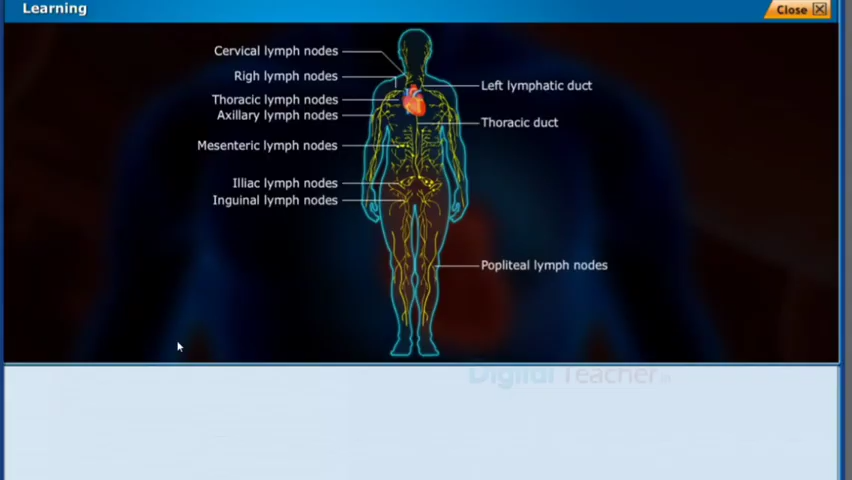 Learning
Close
Cervical lymph nodes
Righ lymph nodes
Thoracic lymph nodes
Axillary lymph nodes
Mesenteric lymph nodes
Illiac lymph nodes
Inguinal lymph nodes
Left lymphatic duct
Thoracic duct
Popliteal lymph nodes
Digital Teacher.in